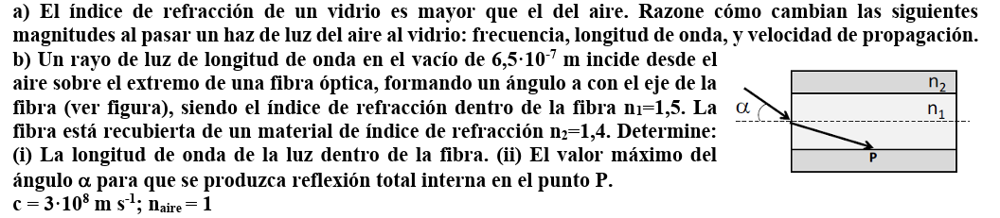 a) El índice de refracción de un vidrio es mayor que el del aire. Razone cómo cambian las siguientes
magnitudes al pasar un haz de luz del aire al vidrio: frecuencia, longitud de onda, y velocidad de propagación.
b) Un rayo de luz de longitud de onda en el vacío de 6,5·10⁻⁷ m incide desde el
aire sobre el extremo de una fibra óptica, formando un ángulo a con el eje de la
fibra (ver figura), siendo el índice de refracción dentro de la fibra n₁=1,5. La
fibra está recubierta de un material de índice de refracción n₂=1,4. Determine:
(i) La longitud de onda de la luz dentro de la fibra. (ii) El valor máximo del
ángulo α para que se produzca reflexión total interna en el punto P.
c = 3·10⁸ m s⁻¹; nₐᵢᵣₑ = 1
n₂
α
n₁
P